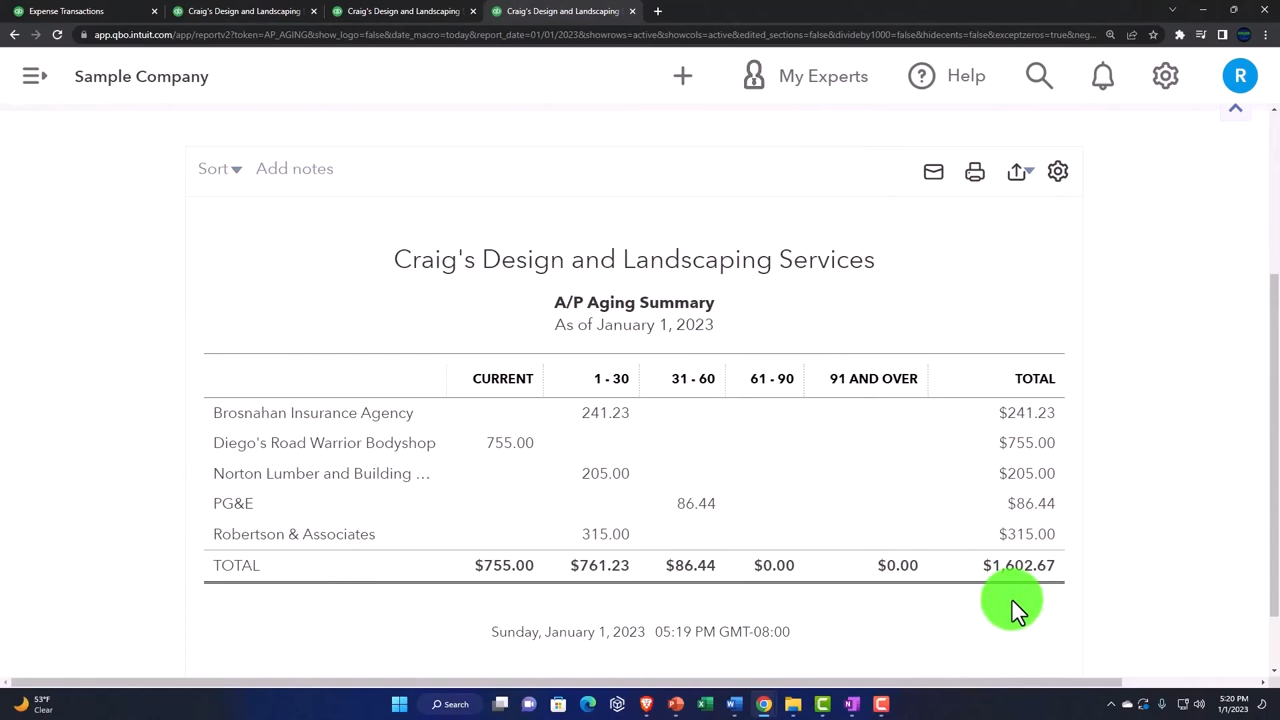 Expense Transactions
Craig's Design and Landscaping S
Craig's Design and Landscaping S
Craig's Design and Landscaping S
app.qbo.intuit.com/app/reportv2?token=AP_AGING&show_logo=false&date_macro=today&report_date=01/01/2023&showrows=active&showcols=active&edited_sections=false&divideby1000=false&hidecents=false&exceptzeros=true&neg...
Sample Company
My Experts
Help
R
Sort Add notes
Craig's Design and Landscaping Services
A/P Aging Summary
As of January 1, 2023
CURRENT 1 - 30 31 - 60 61 - 90 91 AND OVER TOTAL
Brosnahan Insurance Agency 241.23 $241.23
Diego's Road Warrior Bodyshop 755.00 $755.00
Norton Lumber and Building … 205.00 $205.00
PG&E 86.44 $86.44
Robertson & Associates 315.00 $315.00
TOTAL $755.00 $761.23 $86.44 $0.00 $0.00 $1,602.67
Sunday, January 1, 2023 05:19 PM GMT-08:00
53°F
Clear
Search
5:20 PM
1/1/2023